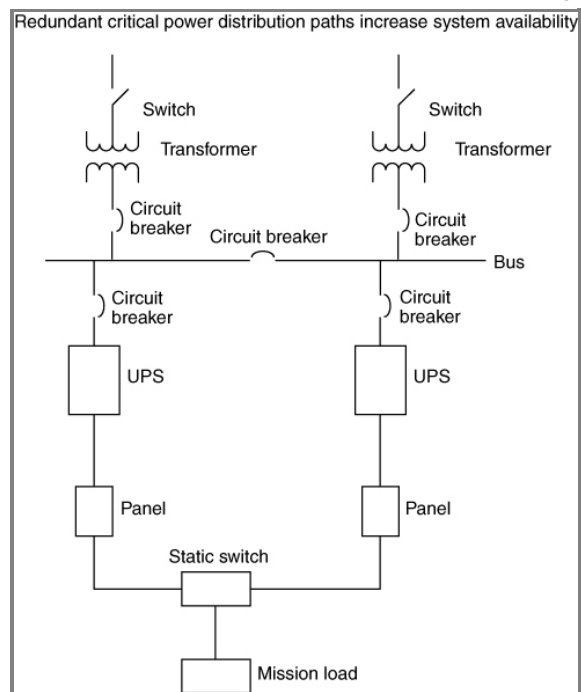 Redundant critical power distribution paths increase system availability
Switch
Switch
Transformer
Transformer
Circuit
breaker
Circuit breaker
Circuit
breaker
Bus
Circuit
breaker
Circuit
breaker
UPS
UPS
Panel
Panel
Static switch
Mission load